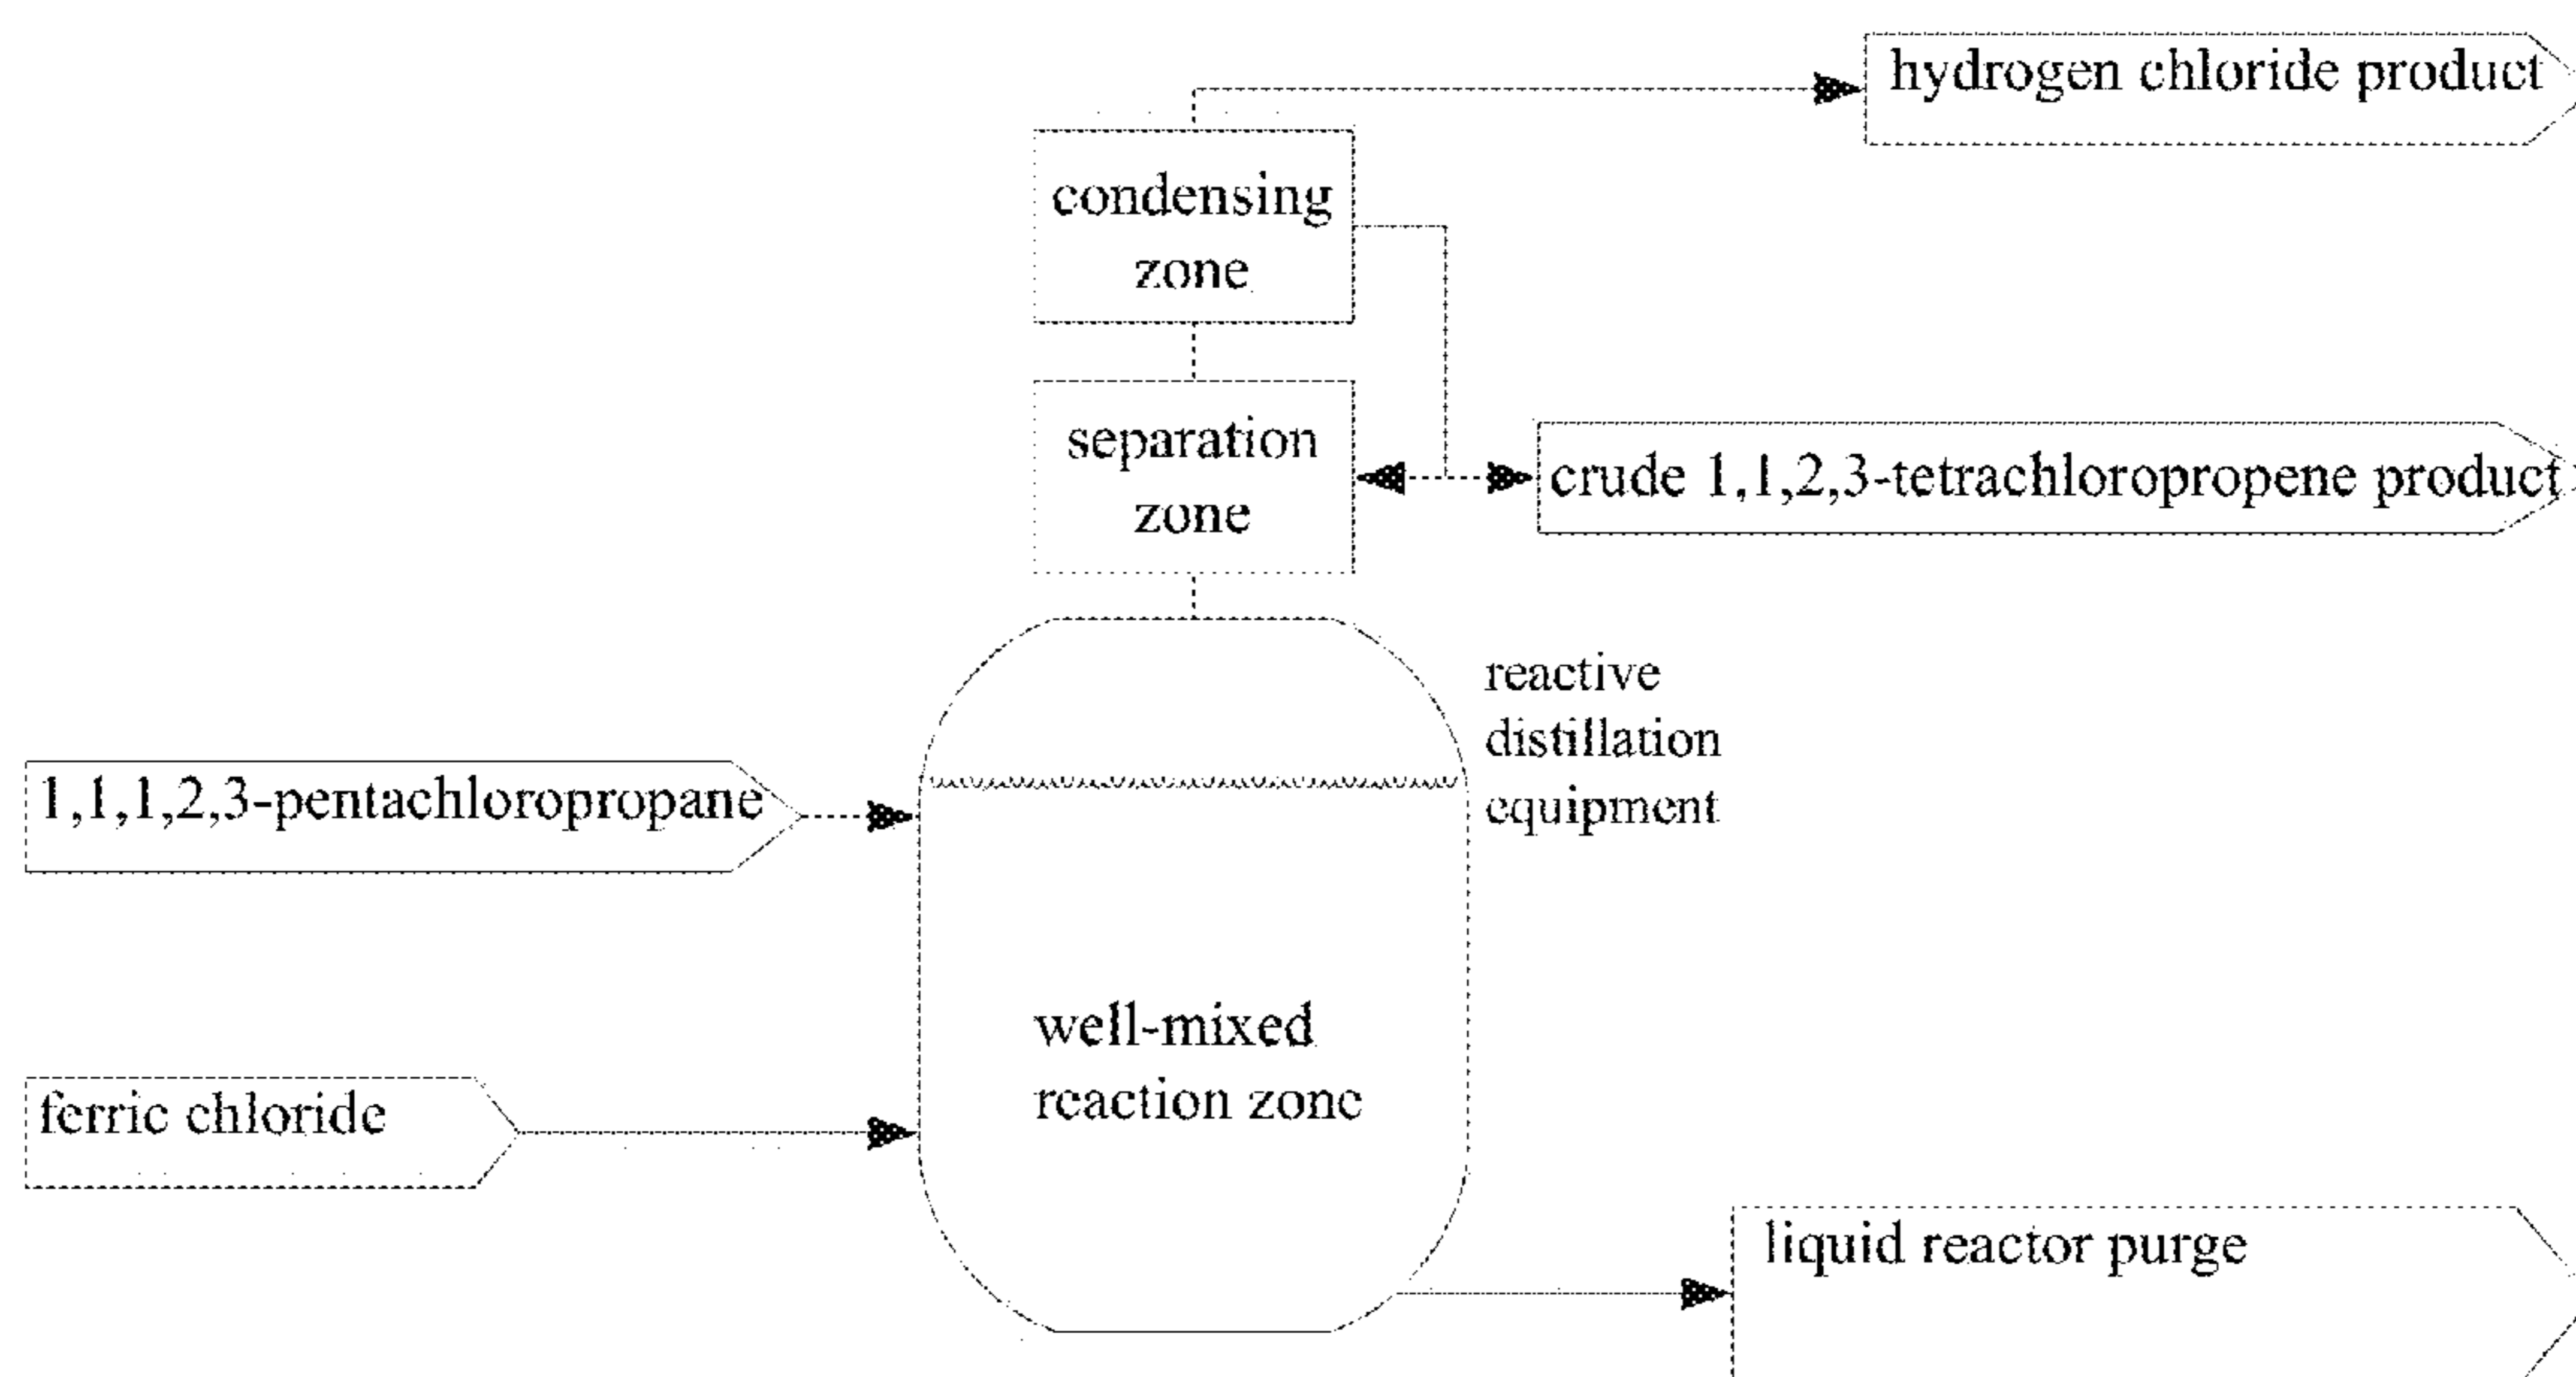 hydrogen chloride product
condensing
zone
separation
zone
crude 1,1,2,3-tetrachloropropene product
reactive
distillation
equipment
1,1,1,2,3-pentachloropropane
well-mixed
reaction zone
ferric chloride
liquid reactor purge